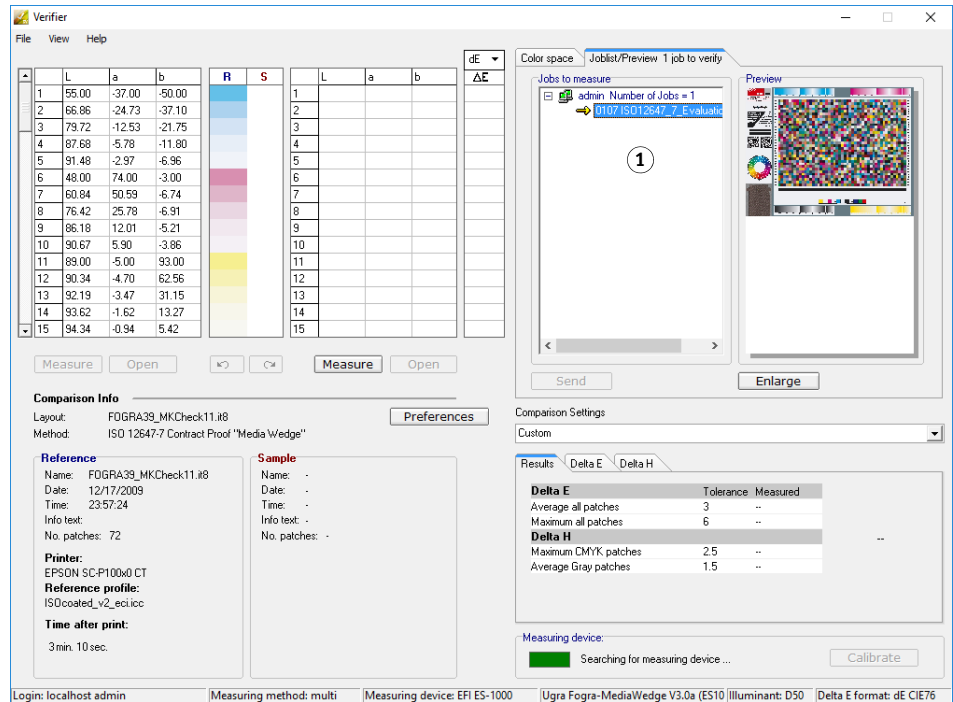 Verifier
File View Help
dE
L a b R S L a b ΔE
1 55.00 -37.00 -50.00 1
2 66.86 -24.73 -37.10 2
3 79.72 -12.53 -21.75 3
4 87.68 -5.78 -11.80 4
5 91.48 -2.97 -6.96 5
6 48.00 74.00 -3.00 6
7 60.84 50.59 -6.74 7
8 76.42 25.78 -6.91 8
9 86.18 12.01 -5.21 9
10 90.67 5.90 -3.86 10
11 89.00 -5.00 93.00 11
12 90.34 -4.70 62.56 12
13 92.19 -3.47 31.15 13
14 93.62 -1.62 13.27 14
15 94.34 -0.94 5.42 15
Measure Open Measure Open
Comparison Info
Layout: FOGRA39_MKCheck11.it8
Method: ISO 12647-7 Contract Proof "Media Wedge"
Preferences
Reference
Name: FOGRA39_MKCheck11.it8
Date: 12/17/2009
Time: 23:57:24
Info text:
No. patches: 72
Printer:
EPSON SC-P100x0 CT
Reference profile:
ISOcoated_v2_eci.icc
Time after print:
3 min. 10 sec.
Sample
Name: -
Date: -
Time: -
Info text: -
No. patches: -
Color space Joblist/Preview 1 job to verify
Jobs to measure
admin Number of Jobs = 1
0107 ISO12647_7_Evaluatio
1
Preview
Send Enlarge
Comparison Settings
Custom
Results Delta E Delta H
Delta E Tolerance Measured
Average all patches 3 --
Maximum all patches 6 --
Delta H --
Maximum CMYK patches 2.5 --
Average Gray patches 1.5 --
Measuring device:
Searching for measuring device ...
Calibrate
Login: localhost admin Measuring method: multi Measuring device: EFI ES-1000 Ugra Fogra-MediaWedge V3.0a (ES10 Illuminant: D50 Delta E format: dE CIE76